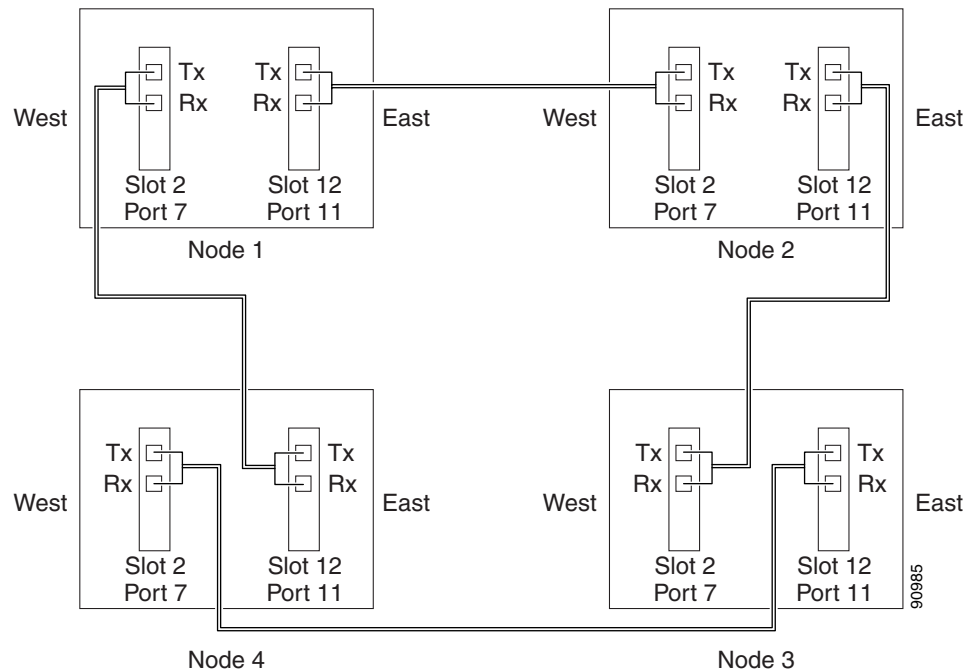 Tx Tx Tx Tx
West Rx Rx East West Rx Rx East
Slot 2 Slot 12 Slot 2 Slot 12
Port 7 Port 11 Port 7 Port 11
Node 1 Node 2
Tx Tx Tx Tx
West Rx Rx East West Rx Rx East
Slot 2 Slot 12 Slot 2 Slot 12
Port 7 Port 11 Port 7 Port 11
90985
Node 4 Node 3